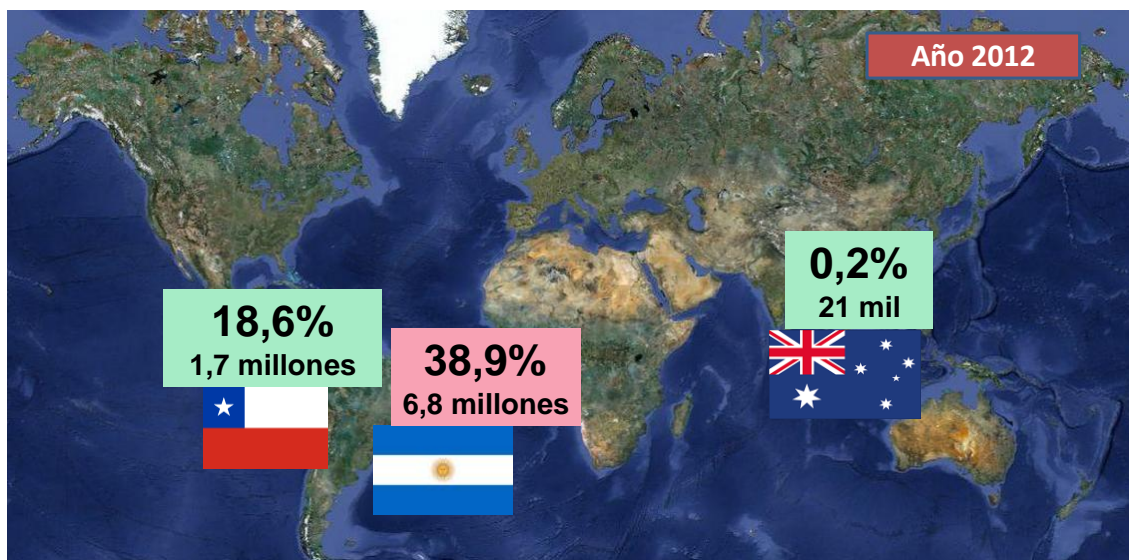 Año 2012
0,2%
21 mil
18,6%
1,7 millones
38,9%
6,8 millones